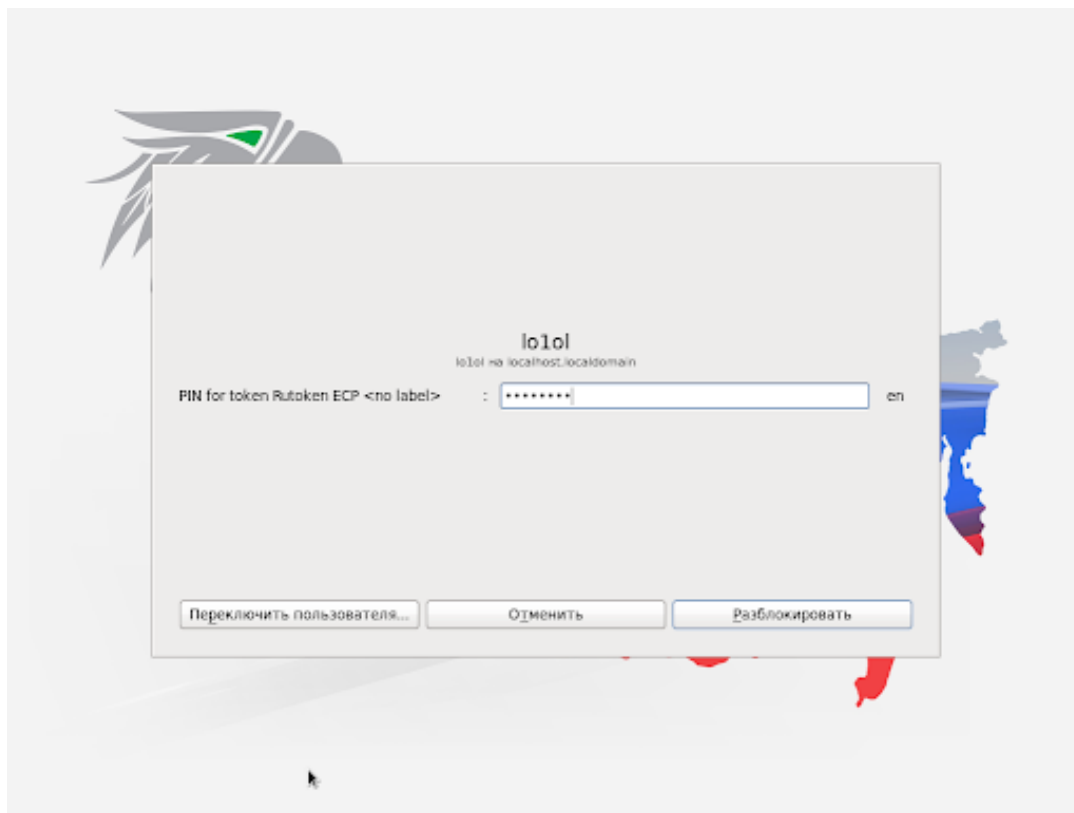 lo1ol
lo1ol на localhost.localdomain
PIN for token Rutoken ECP <no label> : •••••••• en
Переключить пользователя... Отменить Разблокировать